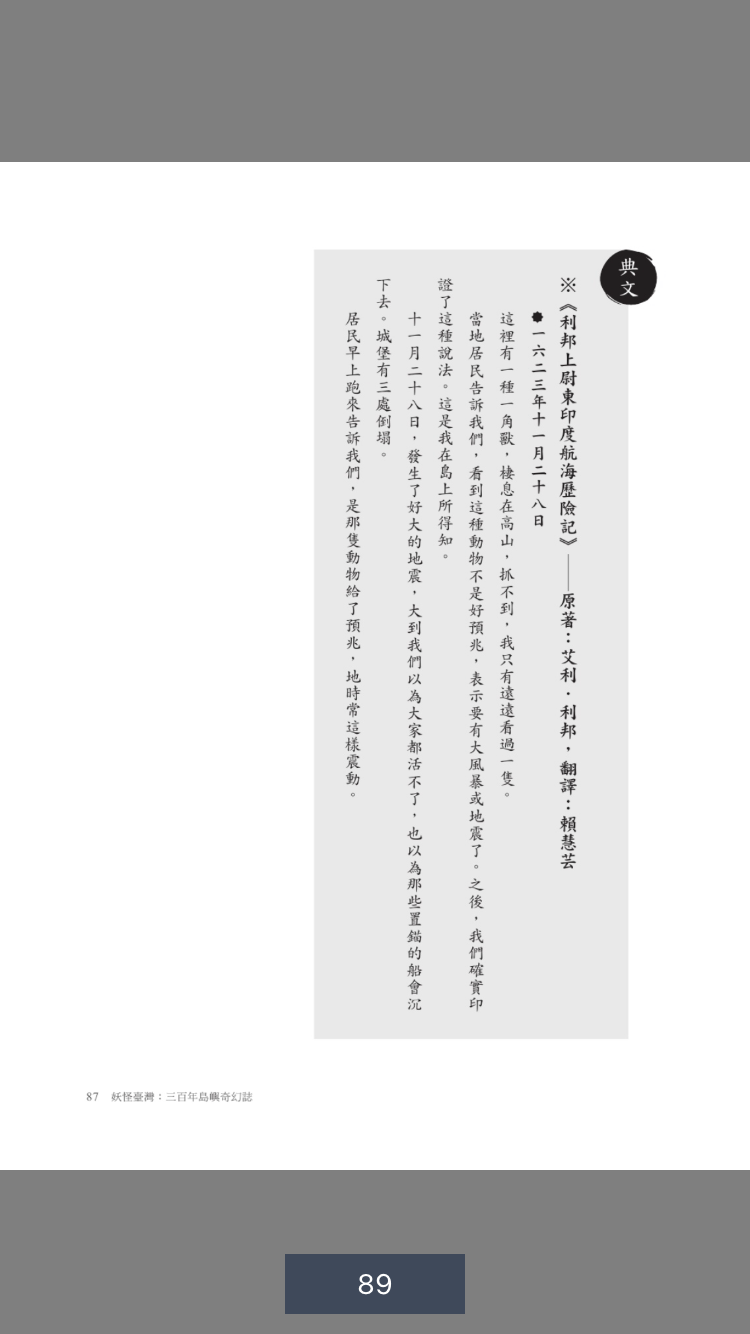 典文
※《利邦上尉東印度航海歷險記》——原著：艾利．利邦，翻譯：賴慧芸
●一六二三年十一月二十八日
這裡有一種一角獸，棲息在高山，抓不到，我只有遠遠看過一隻。
當地居民告訴我們，看到這種動物不是好預兆，表示要有大風暴或地震了。之後，我們確實印
證了這種說法。這是我在島上所得知。
十一月二十八日，發生了好大的地震，大到我們以為大家都活不了，也以為那些置錨的船會沉
下去。城堡有三處倒塌。
居民早上跑來告訴我們，是那隻動物給了預兆，地時常這樣震動。
87 妖怪臺灣：三百年島嶼奇幻誌
89